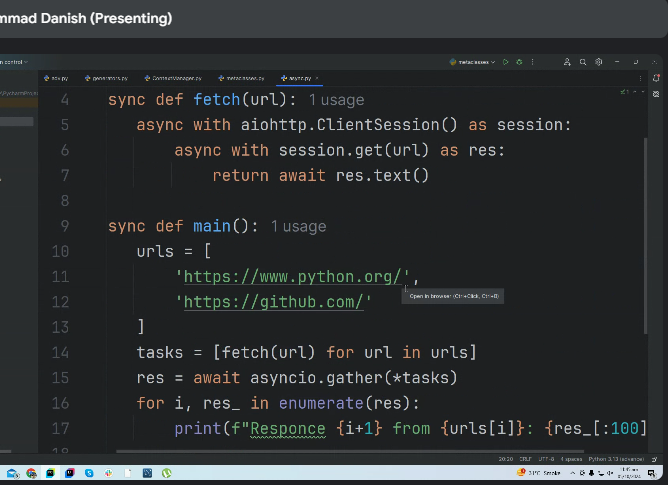 mmad Danish (Presenting)
n control
metaclasses
adv.py generators.py ContextManager.py metaclasses.py async.py
4 sync def fetch(url): 1 usage
5 async with aiohttp.ClientSession() as session:
6 async with session.get(url) as res:
7 return await res.text()
8
9 sync def main(): 1 usage
10 urls = [
11 'https://www.python.org/',
12 'https://github.com/'
Open in browser (Ctrl+Click, Ctrl+B)
13 ]
14 tasks = [fetch(url) for url in urls]
15 res = await asyncio.gather(*tasks)
16 for i, res_ in enumerate(res):
17 print(f"Responce {i+1} from {urls[i]}: {res_[:100]
18
20:20 CRLF UTF-8 4 spaces Python 3.13 (advance)
31°C Smoke